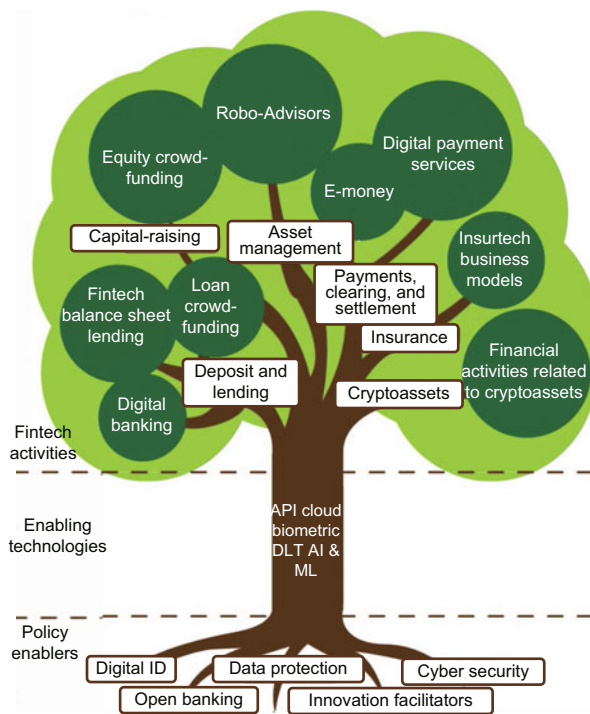 Robo-Advisors
Equity crowd-
funding
Digital payment
services
E-money
Capital-raising
Asset
management
Insurtech
business
models
Fintech
balance sheet
lending
Loan
crowd-
funding
Payments,
clearing, and
settlement
Insurance
Financial
activities related
to cryptoassets
Deposit and
lending
Cryptoassets
Digital
banking
Fintech
activities
Enabling
technologies
API cloud
biometric
DLT AI &
ML
Policy
enablers
Digital ID
Data protection
Cyber security
Open banking
Innovation facilitators